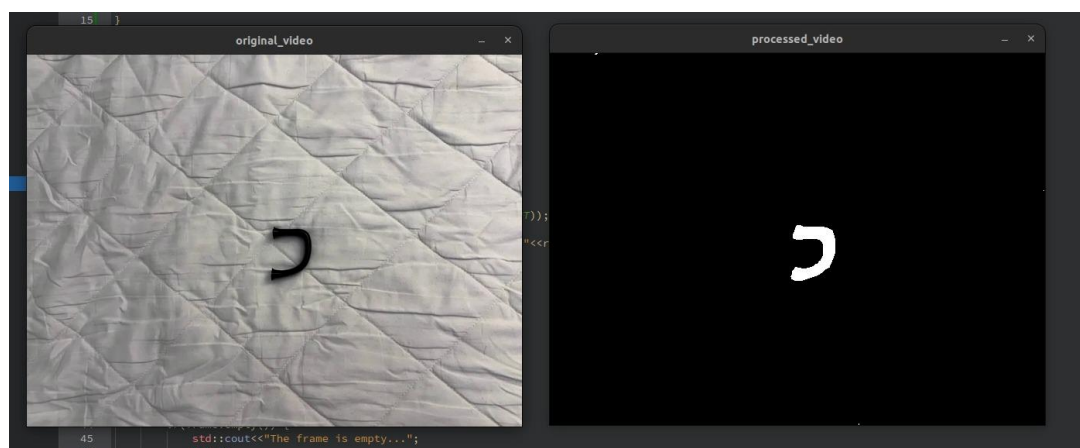 15 }
original_video
processed_video
T));
"<<r
45 std::cout<<"The frame is empty...";